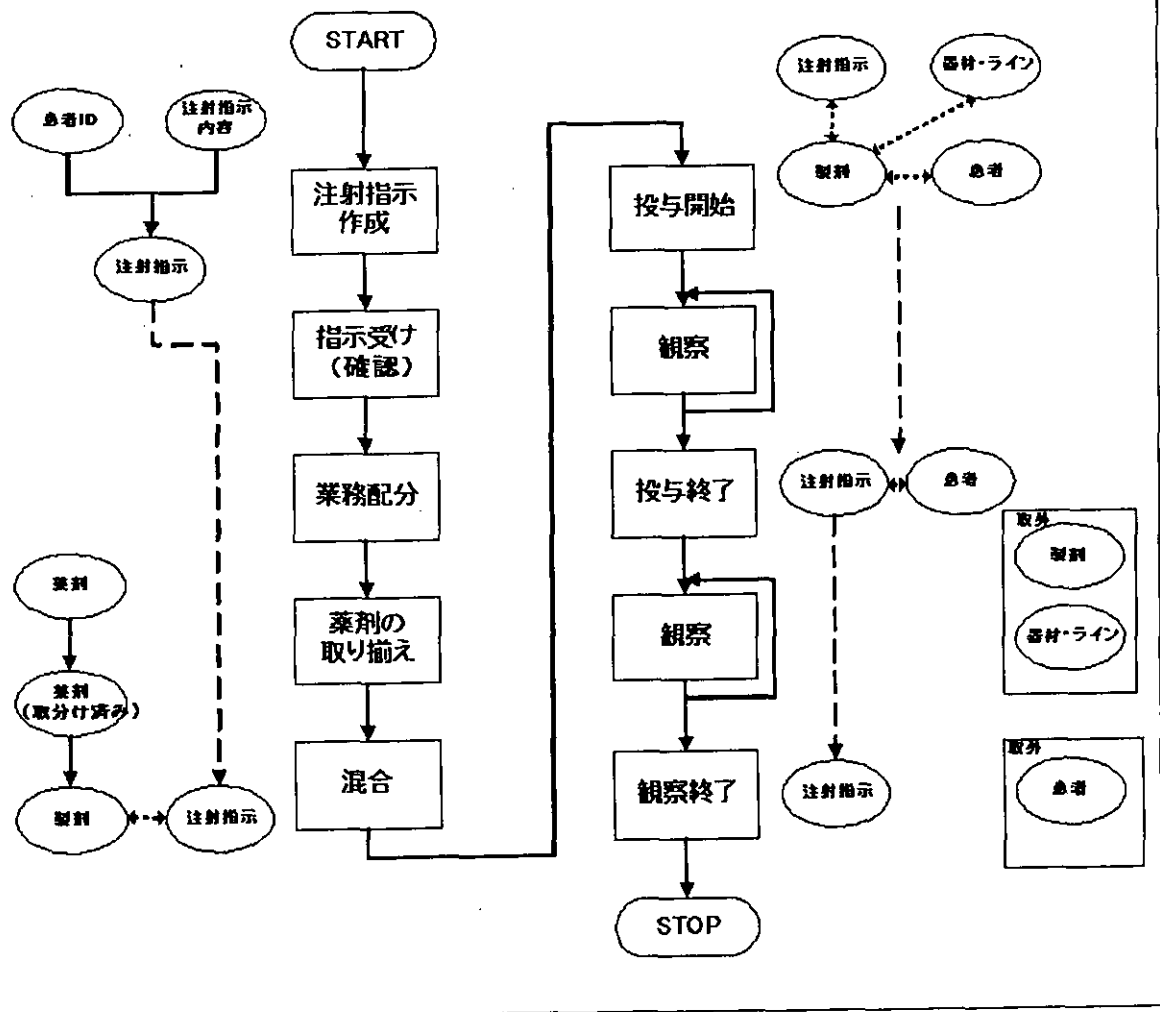 START
患者ID
注射指示
内容
注射指示
注射指示
作成
指示受け
(確認)
業務配分
薬剤
薬剤の
取り揃え
薬剤
(取分け済み)
混合
製剤
注射指示
注射指示
器材・ライン
製剤
患者
投与開始
観察
投与終了
注射指示
患者
取外
製剤
器材・ライン
観察
観察終了
注射指示
取外
患者
STOP